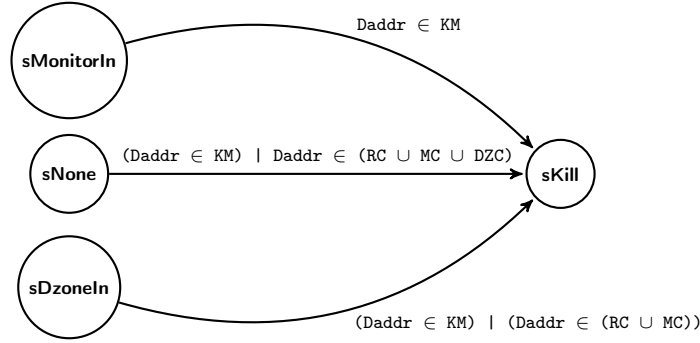 Daddr ∈ KM
sMonitorIn
(Daddr ∈ KM) | Daddr ∈ (RC ∪ MC ∪ DZC)
sNone
sKill
sDzoneIn
(Daddr ∈ KM) | (Daddr ∈ (RC ∪ MC))